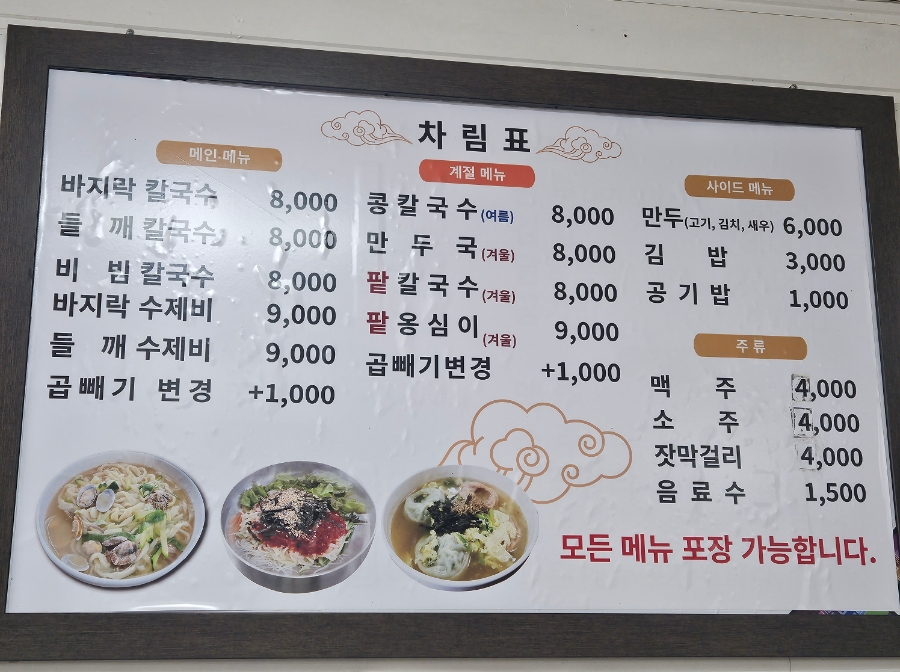 차림표
메인 메뉴
바지락 칼국수 8,000
들깨 칼국수 8,000
비빔칼국수 8,000
바지락 수제비 9,000
들깨 수제비 9,000
곱빼기 변경 +1,000
계절 메뉴
콩칼국수(여름) 8,000
만두국(겨울) 8,000
팥칼국수(겨울) 8,000
팥옹심이(겨울) 9,000
곱빼기변경 +1,000
사이드 메뉴
만두(고기, 김치, 새우) 6,000
김밥 3,000
공기밥 1,000
주류
맥주 4,000
소주 4,000
잣막걸리 4,000
음료수 1,500
모든 메뉴 포장 가능합니다.